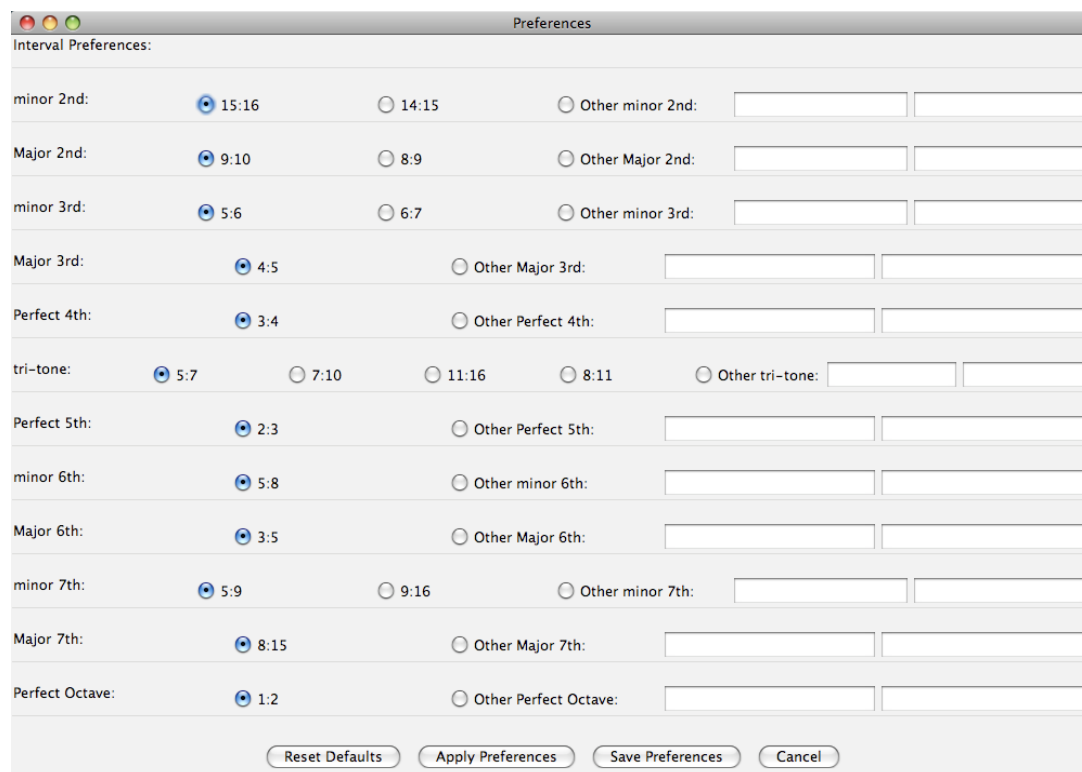 Preferences
Interval Preferences:
minor 2nd: 15:16 14:15 Other minor 2nd:
Major 2nd: 9:10 8:9 Other Major 2nd:
minor 3rd: 5:6 6:7 Other minor 3rd:
Major 3rd: 4:5 Other Major 3rd:
Perfect 4th: 3:4 Other Perfect 4th:
tri-tone: 5:7 7:10 11:16 8:11 Other tri-tone:
Perfect 5th: 2:3 Other Perfect 5th:
minor 6th: 5:8 Other minor 6th:
Major 6th: 3:5 Other Major 6th:
minor 7th: 5:9 9:16 Other minor 7th:
Major 7th: 8:15 Other Major 7th:
Perfect Octave: 1:2 Other Perfect Octave:
Reset Defaults Apply Preferences Save Preferences Cancel